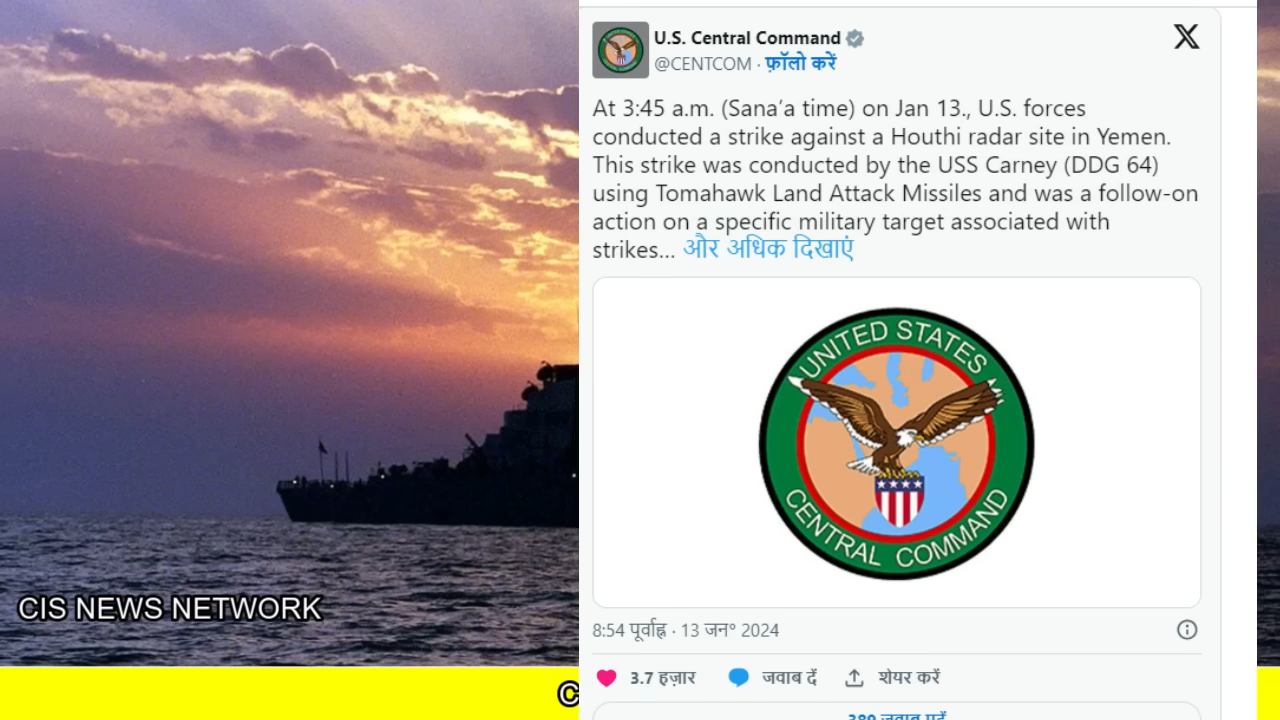 U.S. Central Command
@CENTCOM · फ़ॉलो करें
At 3:45 a.m. (Sana’a time) on Jan 13., U.S. forces
conducted a strike against a Houthi radar site in Yemen.
This strike was conducted by the USS Carney (DDG 64)
using Tomahawk Land Attack Missiles and was a follow-on
action on a specific military target associated with
strikes... और अधिक दिखाएं
UNITED STATES
CENTRAL COMMAND
8:54 पूर्वाह्न · 13 जन॰ 2024
3.7 हज़ार जवाब दें शेयर करें
CIS NEWS NETWORK